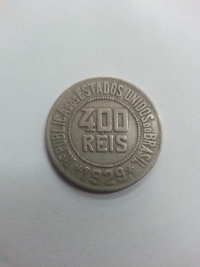 REPUBLICA DOS ESTADOS UNIDOS DO BRASIL
400
REIS
*1929*